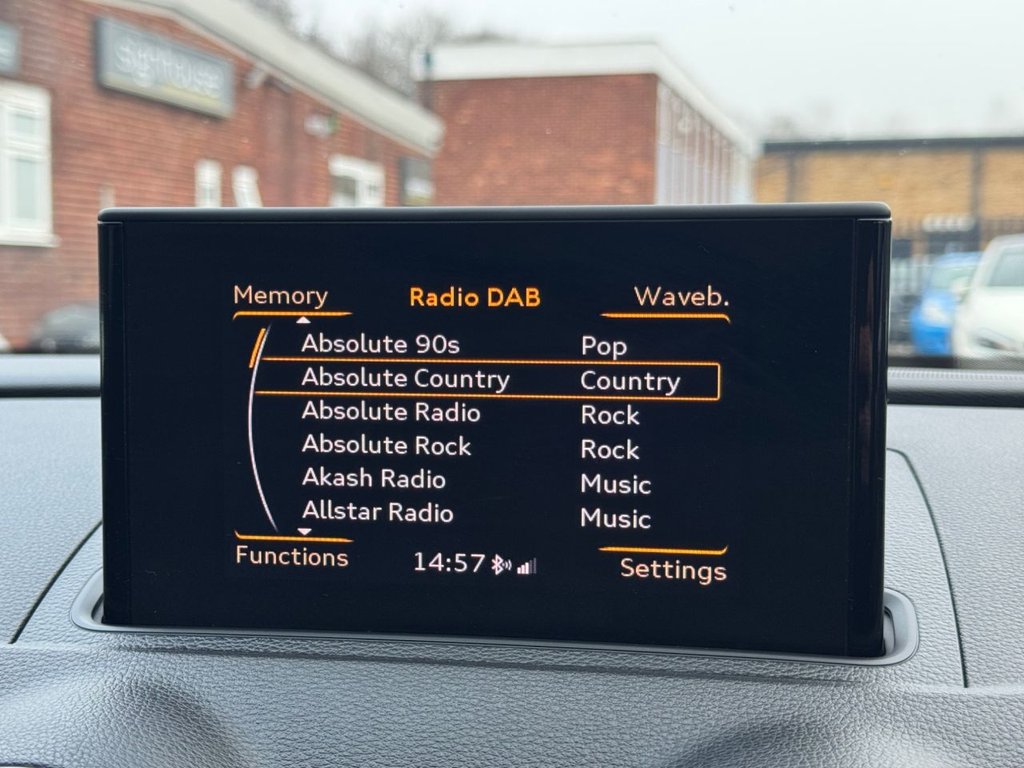 Memory Radio DAB Waveb.
Absolute 90s Pop
Absolute Country Country
Absolute Radio Rock
Absolute Rock Rock
Akash Radio Music
Allstar Radio Music
Functions 14:57 Settings